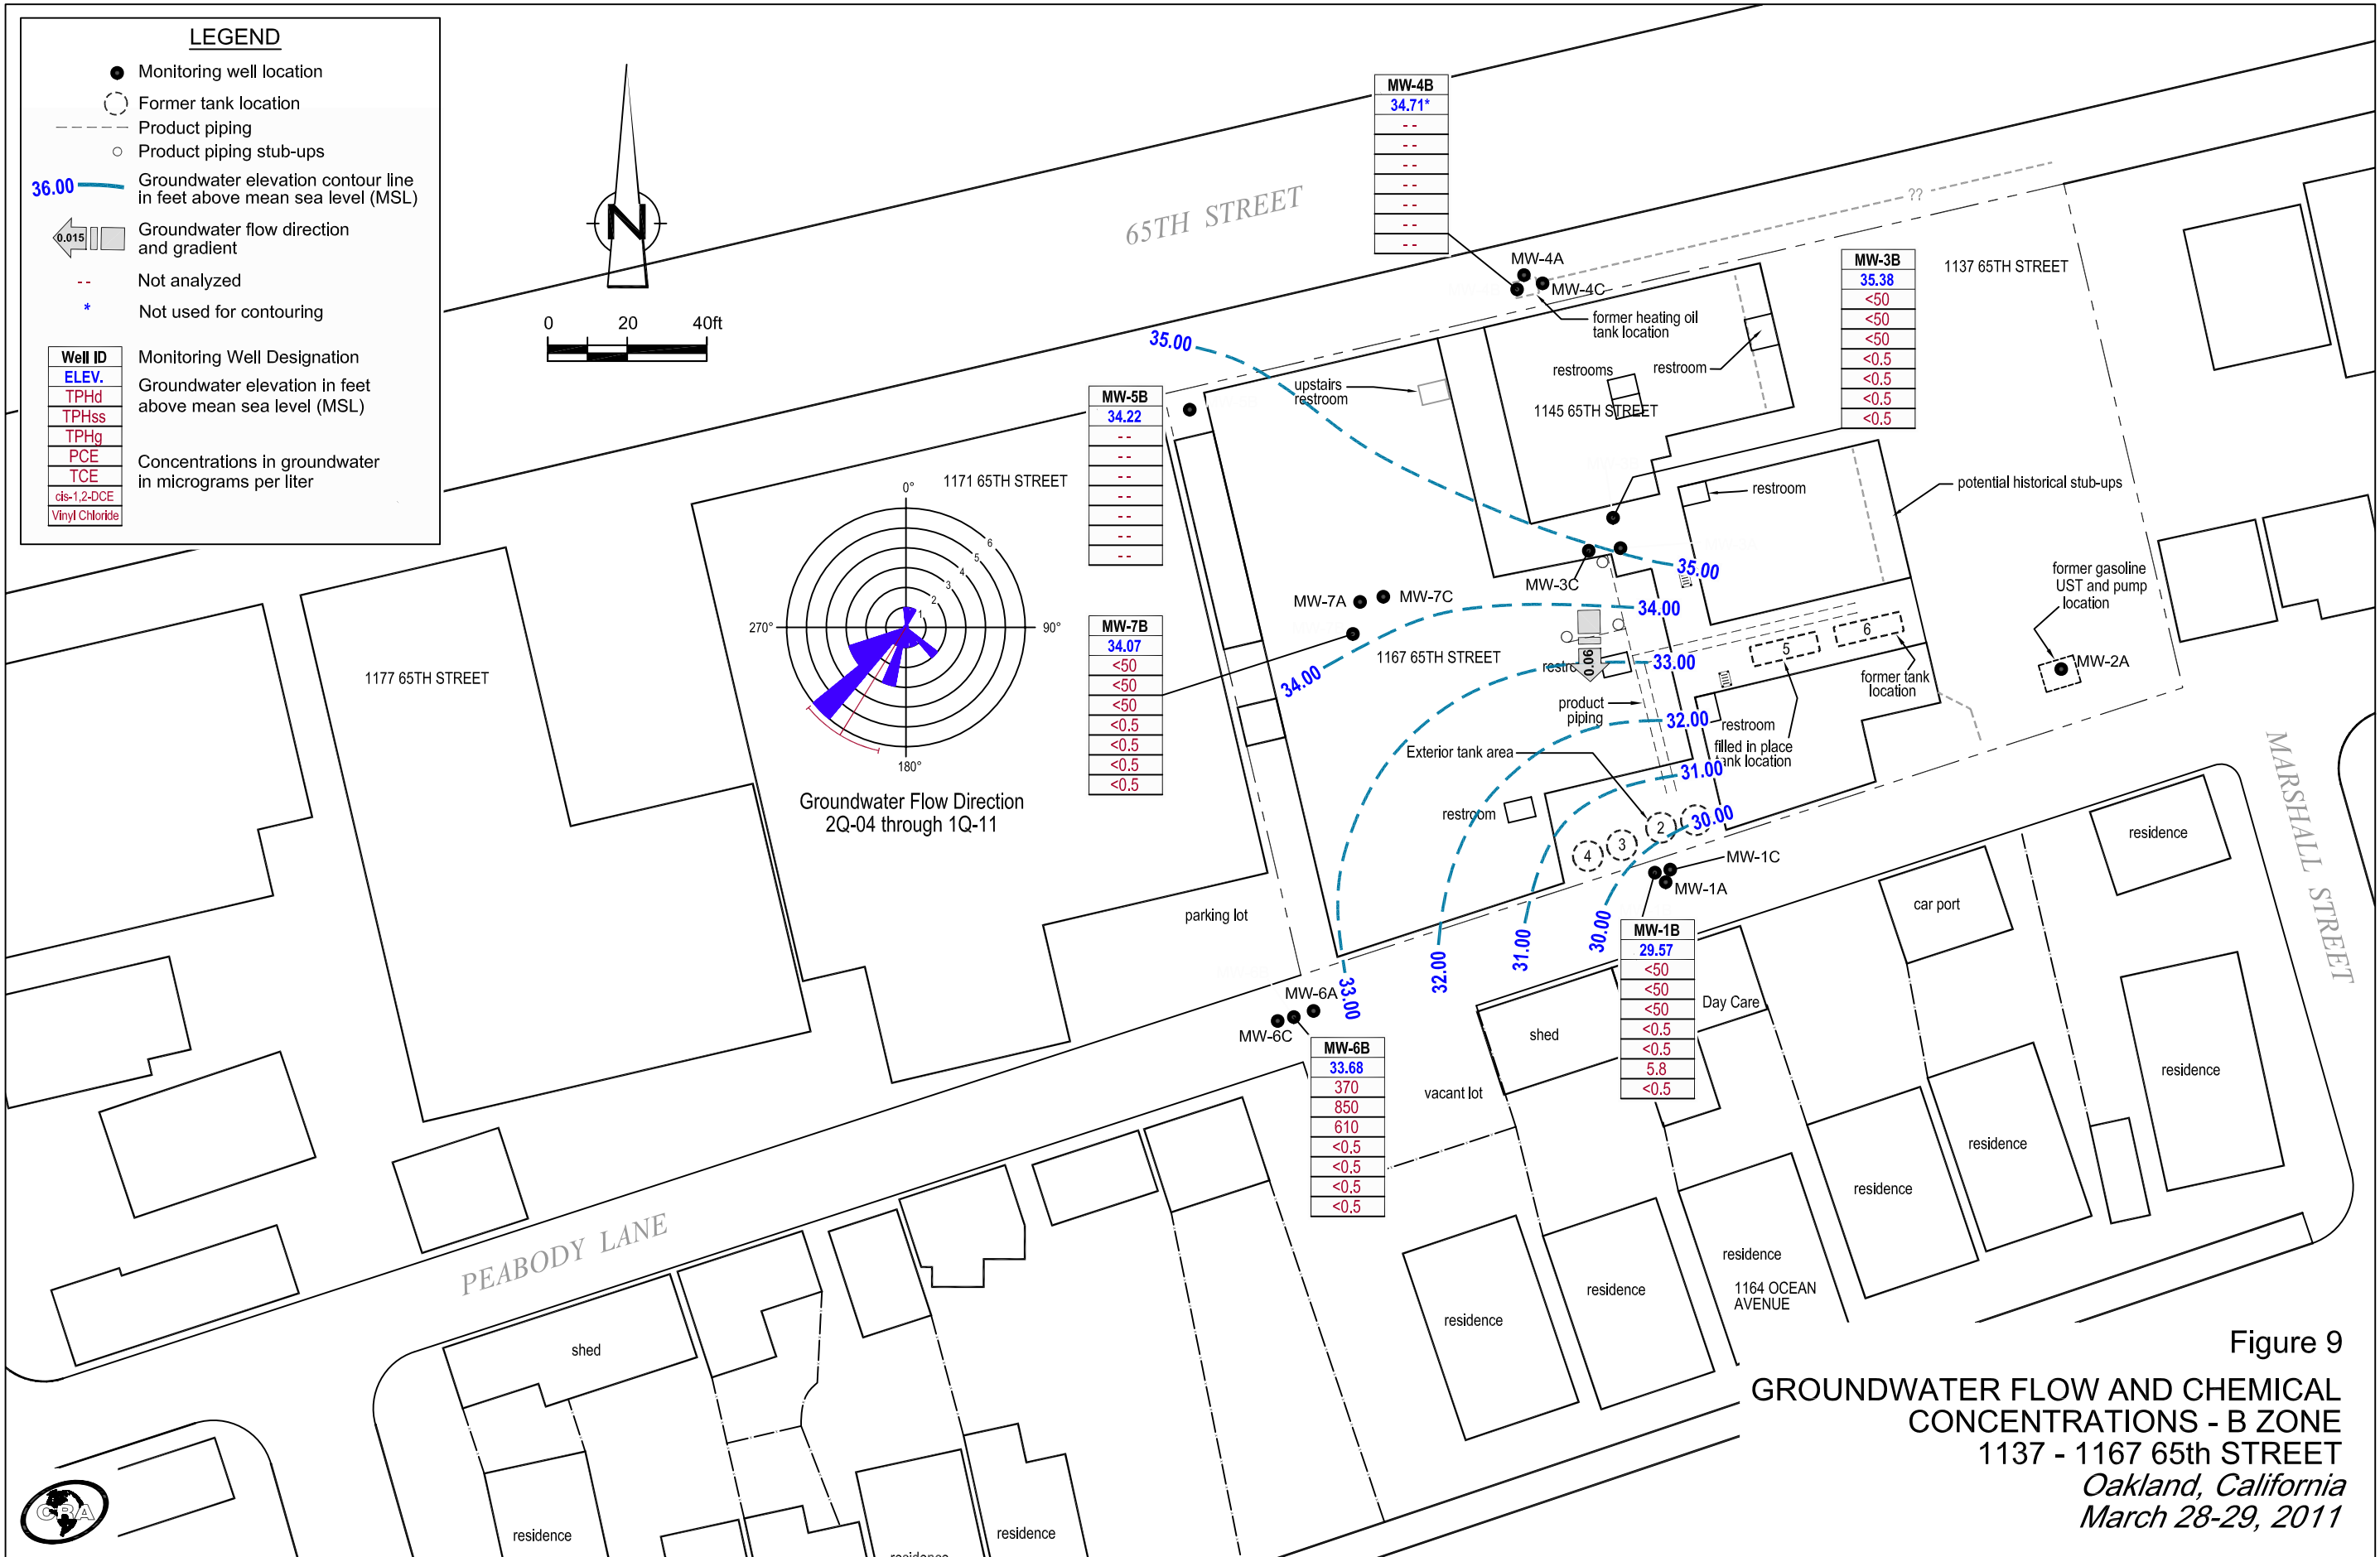 LEGEND
Monitoring well location
Former tank location
Product piping
Product piping stub-ups
36.00
Groundwater elevation contour line
in feet above mean sea level (MSL)
0.015
Groundwater flow direction
and gradient
- -
Not analyzed
*
Not used for contouring
Well ID
Monitoring Well Designation
ELEV.
Groundwater elevation in feet
above mean sea level (MSL)
TPHd
TPHss
TPHg
PCE
TCE
cis-1,2-DCE
Vinyl Chloride
Concentrations in groundwater
in micrograms per liter
N
0 20 40ft
65TH STREET
MW-4B
34.71*
- -
- -
- -
- -
- -
- -
- -
MW-4A
MW-4C
former heating oil
tank location
??
MW-3B
35.38
<50
<50
<50
<0.5
<0.5
<0.5
<0.5
1137 65TH STREET
35.00
upstairs
restroom
restrooms
restroom
1145 65TH STREET
MW-5B
34.22
- -
- -
- -
- -
- -
- -
- -
1171 65TH STREET
restroom
potential historical stub-ups
0°
90°
180°
270°
1
2
3
4
5
6
Groundwater Flow Direction
2Q-04 through 1Q-11
1177 65TH STREET
MW-7B
34.07
<50
<50
<50
<0.5
<0.5
<0.5
<0.5
MW-7A
MW-7C
MW-3C
35.00
34.00
34.00
1167 65TH STREET
0.06
restro
33.00
5
6
former gasoline
UST and pump
location
MW-2A
former tank
location
product
piping
32.00
restroom
filled in place
ank location
Exterior tank area
31.00
restroom
30.00
2
3
4
MW-1C
MW-1A
parking lot
33.00
32.00
31.00
30.00
MW-1B
29.57
<50
<50
<50
<0.5
<0.5
5.8
<0.5
MW-6A
MW-6C
MW-6B
33.68
370
850
610
<0.5
<0.5
<0.5
<0.5
shed
Day Care
vacant lot
car port
residence
MARSHALL STREET
residence
residence
residence
residence
1164 OCEAN
AVENUE
residence
residence
PEABODY LANE
shed
residence
residence
residence
CRA
Figure 9
GROUNDWATER FLOW AND CHEMICAL
CONCENTRATIONS - B ZONE
1137 - 1167 65th STREET
Oakland, California
March 28-29, 2011